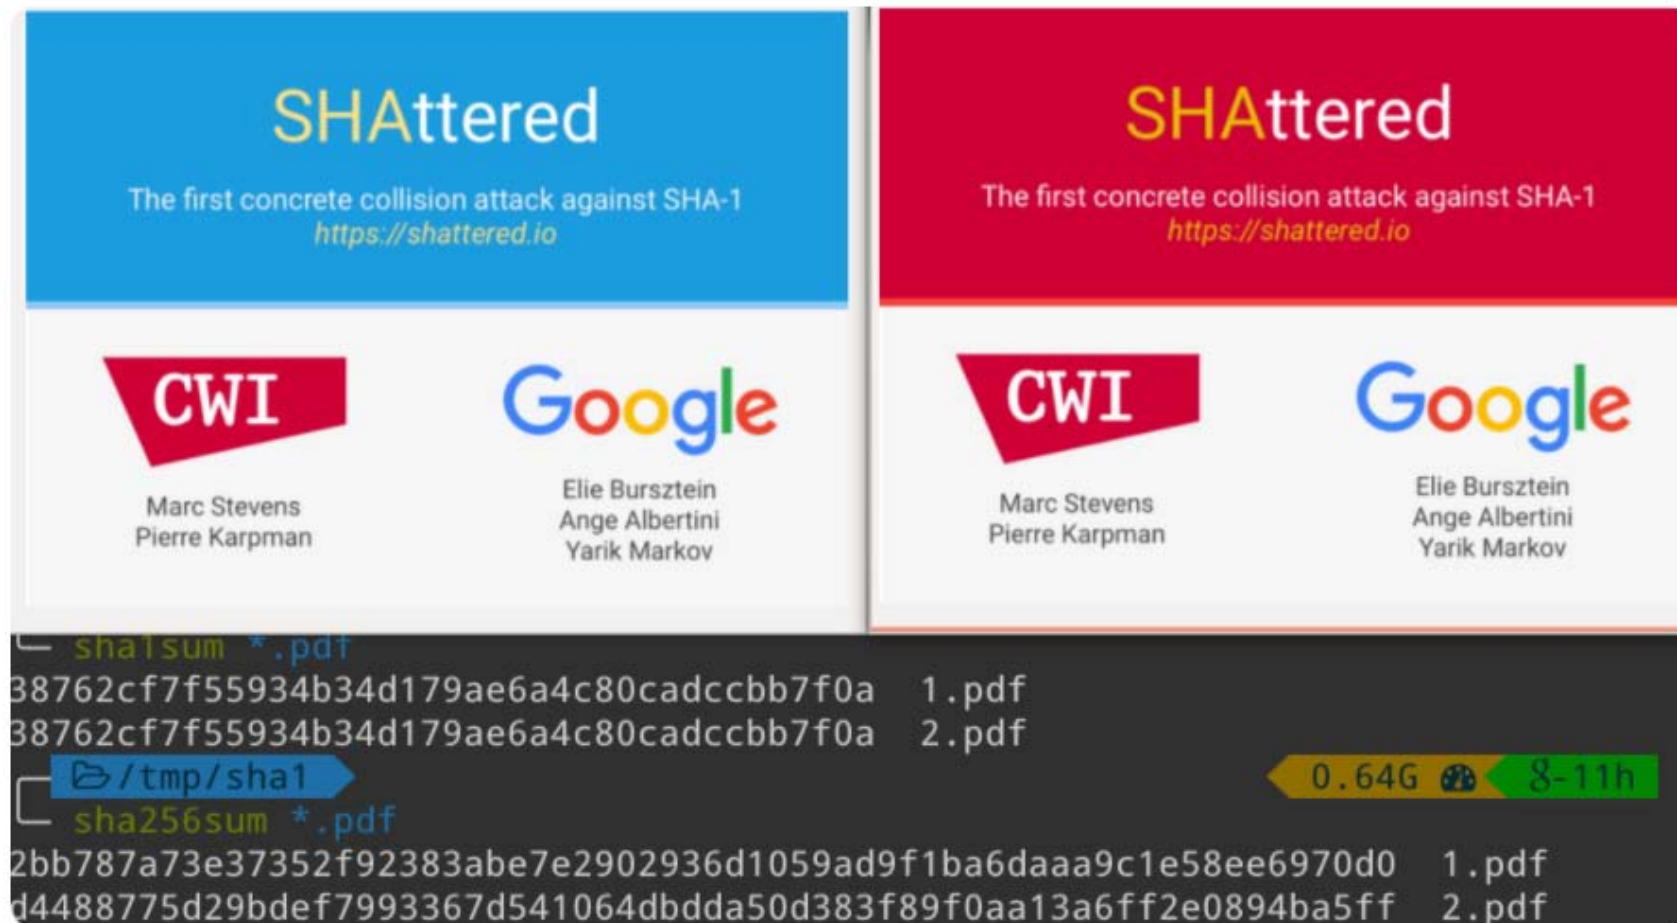 SHAttered
The first concrete collision attack against SHA-1
https://shattered.io
CWI
Marc Stevens
Pierre Karpman
Google
Elie Bursztein
Ange Albertini
Yarik Markov
SHAttered
The first concrete collision attack against SHA-1
https://shattered.io
CWI
Marc Stevens
Pierre Karpman
Google
Elie Bursztein
Ange Albertini
Yarik Markov
sha1sum *.pdf
38762cf7f55934b34d179ae6a4c80cadccbb7f0a 1.pdf
38762cf7f55934b34d179ae6a4c80cadccbb7f0a 2.pdf
/tmp/sha1
0.64G 8-11h
sha256sum *.pdf
2bb787a73e37352f92383abe7e2902936d1059ad9f1ba6daaa9c1e58ee6970d0 1.pdf
d4488775d29bdef7993367d541064dbdda50d383f89f0aa13a6ff2e0894ba5ff 2.pdf